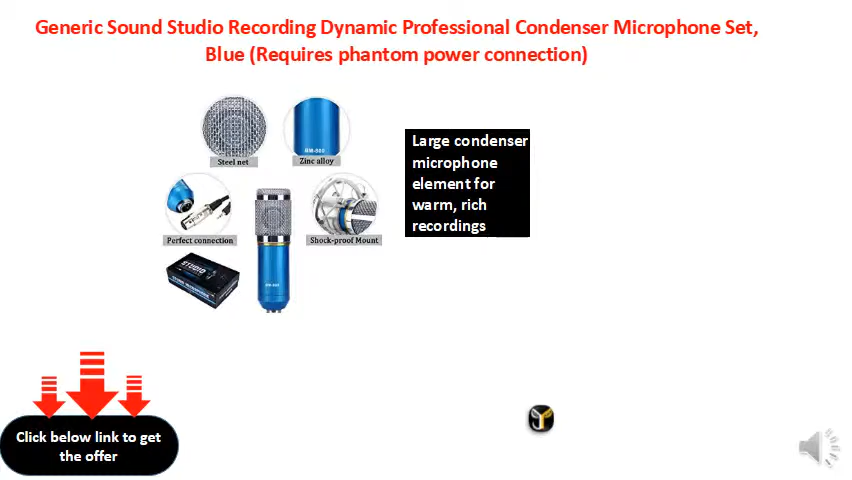 Generic Sound Studio Recording Dynamic Professional Condenser Microphone Set,
Blue (Requires phantom power connection)
Steel net
Zinc alloy
Large condenser
microphone
element for
warm, rich
recordings
Perfect connection
Shock-proof Mount
STUDIO
Click below link to get
the offer